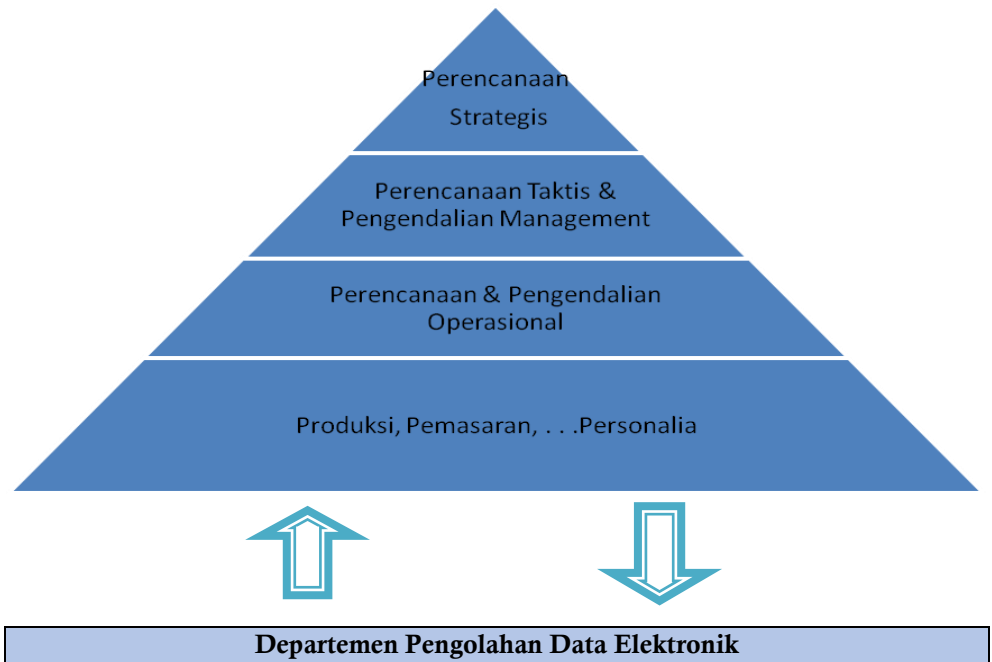 Perencanaan
Strategis
Perencanaan Taktis &
Pengendalian Management
Perencanaan & Pengendalian
Operasional
Produksi, Pemasaran, . . .Personalia
Departemen Pengolahan Data Elektronik